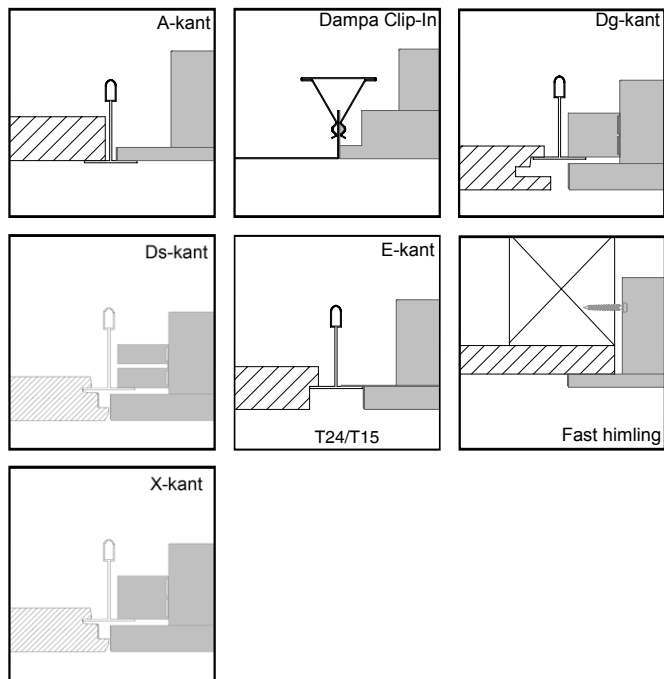 A-kant
Dampa Clip-In
Dg-kant
Ds-kant
E-kant
T24/T15
Fast himling
X-kant